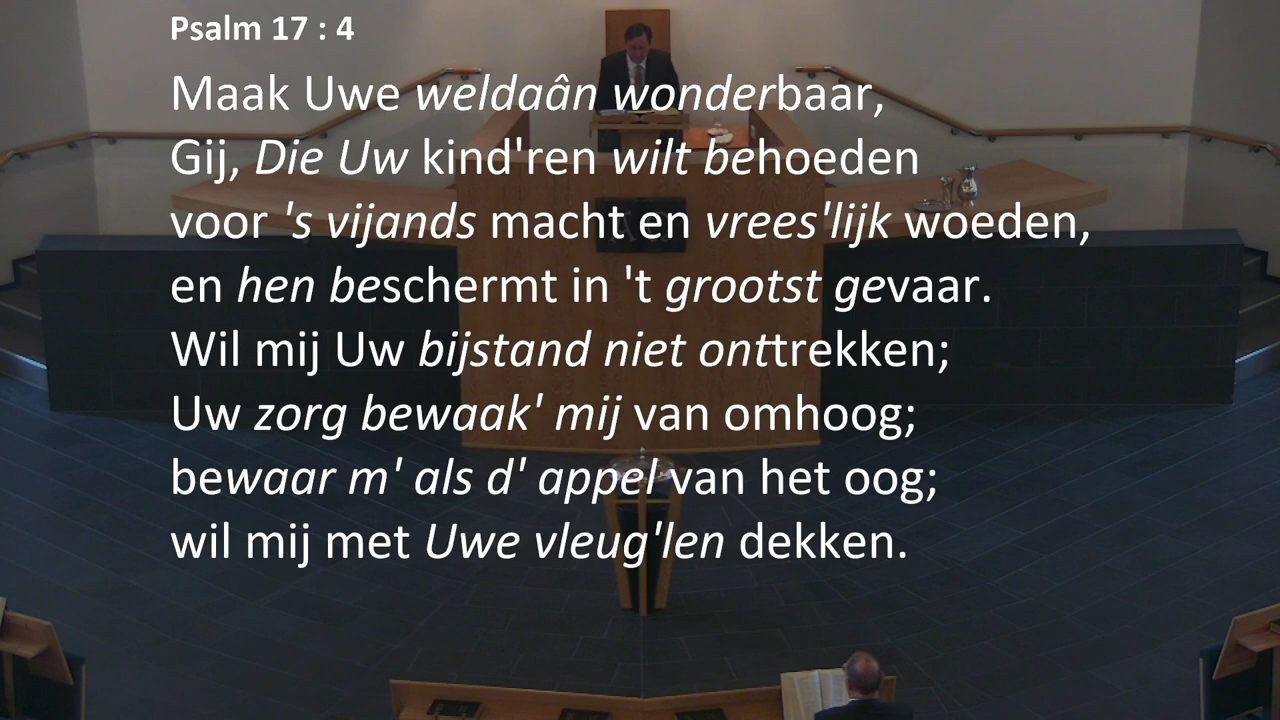 Psalm 17 : 4
Maak Uwe weldaân wonderbaar,
Gij, Die Uw kind'ren wilt behoeden
voor 's vijands macht en vrees'lijk woeden,
en hen beschermt in 't grootst gevaar.
Wil mij Uw bijstand niet onttrekken;
Uw zorg bewaak' mij van omhoog;
bewaar m' als d' appel van het oog;
wil mij met Uwe vleug'len dekken.